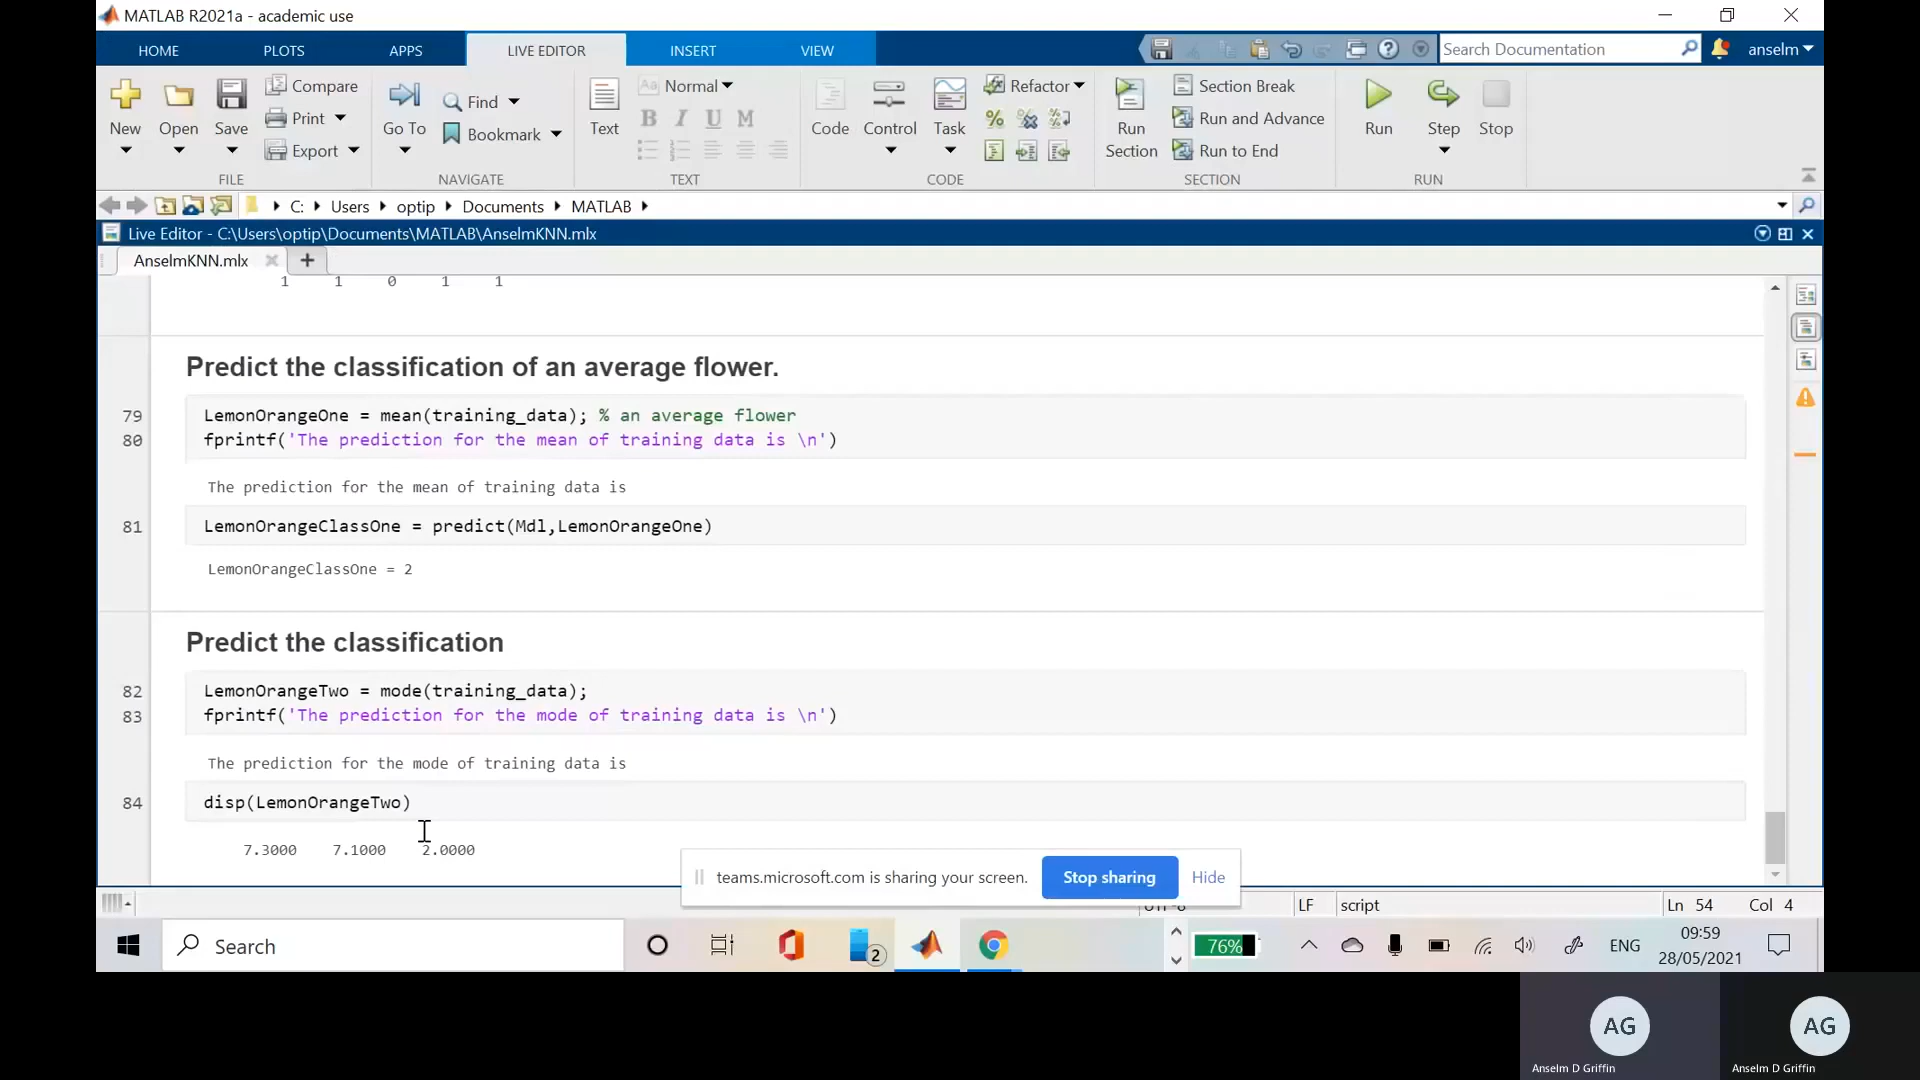 MATLAB R2021a - academic use
HOME PLOTS APPS LIVE EDITOR INSERT VIEW Search Documentation anselm
New Open Save Compare Print Export
FILE
Go To Find Bookmark
NAVIGATE
Text Aa Normal
B I U M
TEXT
Code Control Task Refactor
CODE
Run Section Section Break Run and Advance Run to End
SECTION
Run Step Stop
RUN
C: Users optip Documents MATLAB
Live Editor - C:\Users\optip\Documents\MATLAB\AnselmKNN.mlx
AnselmKNN.mlx +
1 1 0 1 1
Predict the classification of an average flower.
79 LemonOrangeOne = mean(training_data); % an average flower
80 fprintf('The prediction for the mean of training data is \n')
The prediction for the mean of training data is
81 LemonOrangeClassOne = predict(Mdl,LemonOrangeOne)
LemonOrangeClassOne = 2
Predict the classification
82 LemonOrangeTwo = mode(training_data);
83 fprintf('The prediction for the mode of training data is \n')
The prediction for the mode of training data is
84 disp(LemonOrangeTwo)
7.3000 7.1000 2.0000
teams.microsoft.com is sharing your screen. Stop sharing Hide
LF script Ln 54 Col 4
Search 2 76% ENG 09:59
28/05/2021
AG AG
Anselm D Griffin Anselm D Griffin